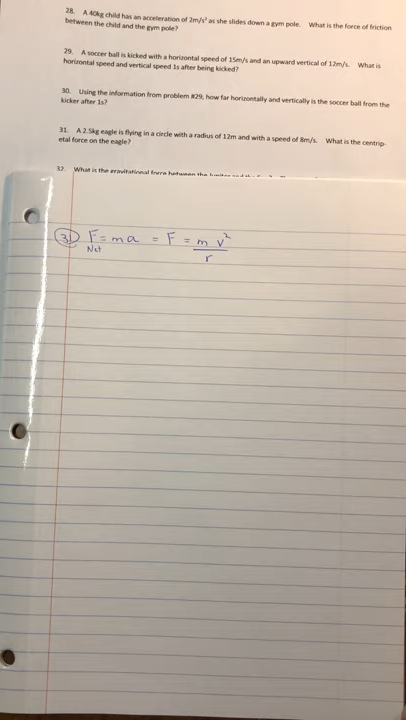 28. A 40kg child has an acceleration of 2m/s² as she slides down a gym pole. What is the force of friction
between the child and the gym pole?
29. A soccer ball is kicked with a horizontal speed of 15m/s and an upward vertical of 12m/s. What is
horizontal speed and vertical speed 1s after being kicked?
30. Using the information from problem #29, how far horizontally and vertically is the soccer ball from the
kicker after 1s?
31. A 2.5kg eagle is flying in a circle with a radius of 12m and with a speed of 8m/s. What is the centrip-
etal force on the eagle?
32. What is the gravitational force between the
31) F = ma = F = m v²
Net r